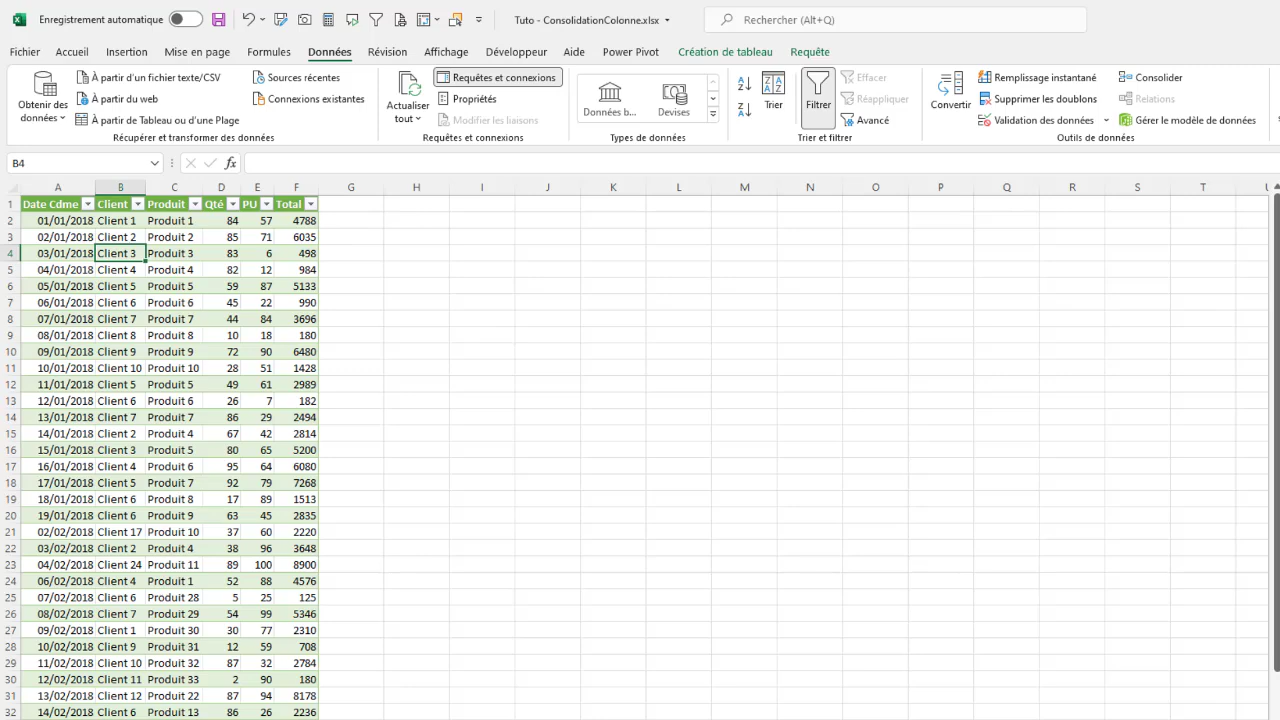 Enregistrement automatique
Tuto - ConsolidationColonne.xlsx
Rechercher (Alt+Q)
Fichier Accueil Insertion Mise en page Formules Données Révision Affichage Développeur Aide Power Pivot Création de tableau Requête
Obtenir des données
À partir d'un fichier texte/CSV
À partir du web
À partir de Tableau ou d'une Plage
Sources récentes
Connexions existantes
Récupérer et transformer des données
Actualiser tout
Requêtes et connexions
Propriétés
Modifier les liaisons
Requêtes et connexions
Données b...
Devises
Types de données
Trier
Filtrer
Effacer
Réappliquer
Avancé
Trier et filtrer
Convertir
Remplissage instantané
Supprimer les doublons
Validation des données
Consolider
Relations
Gérer le modèle de données
Outils de données
B4
fx
A B C D E F G H I J K L M N O P Q R S T U
1 Date Cdme Client Produit Qté PU Total
2 01/01/2018 Client 1 Produit 1 84 57 4788
3 02/01/2018 Client 2 Produit 2 85 71 6035
4 03/01/2018 Client 3 Produit 3 83 6 498
5 04/01/2018 Client 4 Produit 4 82 12 984
6 05/01/2018 Client 5 Produit 5 59 87 5133
7 06/01/2018 Client 6 Produit 6 45 22 990
8 07/01/2018 Client 7 Produit 7 44 84 3696
9 08/01/2018 Client 8 Produit 8 10 18 180
10 09/01/2018 Client 9 Produit 9 72 90 6480
11 10/01/2018 Client 10 Produit 10 28 51 1428
12 11/01/2018 Client 5 Produit 5 49 61 2989
13 12/01/2018 Client 6 Produit 6 26 7 182
14 13/01/2018 Client 7 Produit 7 86 29 2494
15 14/01/2018 Client 2 Produit 4 67 42 2814
16 15/01/2018 Client 3 Produit 5 80 65 5200
17 16/01/2018 Client 4 Produit 6 95 64 6080
18 17/01/2018 Client 5 Produit 7 92 79 7268
19 18/01/2018 Client 6 Produit 8 17 89 1513
20 19/01/2018 Client 6 Produit 9 63 45 2835
21 02/02/2018 Client 17 Produit 10 37 60 2220
22 03/02/2018 Client 2 Produit 4 38 96 3648
23 04/02/2018 Client 24 Produit 11 89 100 8900
24 06/02/2018 Client 4 Produit 1 52 88 4576
25 07/02/2018 Client 6 Produit 28 5 25 125
26 08/02/2018 Client 7 Produit 29 54 99 5346
27 09/02/2018 Client 1 Produit 30 30 77 2310
28 10/02/2018 Client 9 Produit 31 12 59 708
29 11/02/2018 Client 10 Produit 32 87 32 2784
30 12/02/2018 Client 11 Produit 33 2 90 180
31 13/02/2018 Client 12 Produit 22 87 94 8178
32 14/02/2018 Client 6 Produit 13 86 26 2236